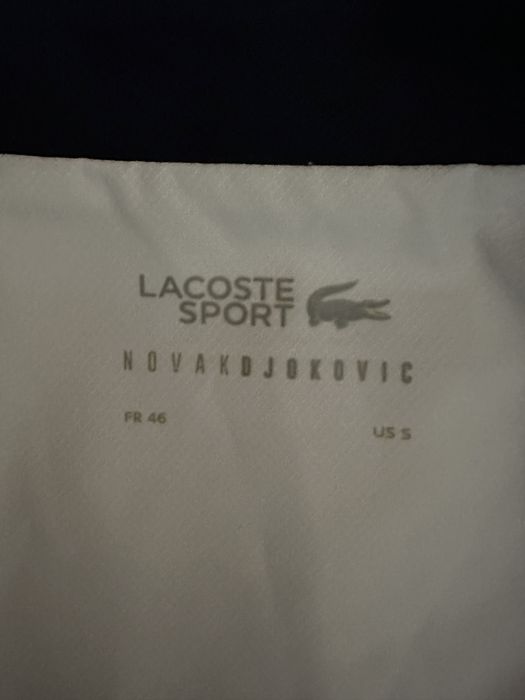 LACOSTE
SPORT
NOVAKDJOKOVIC
FR 46
US S